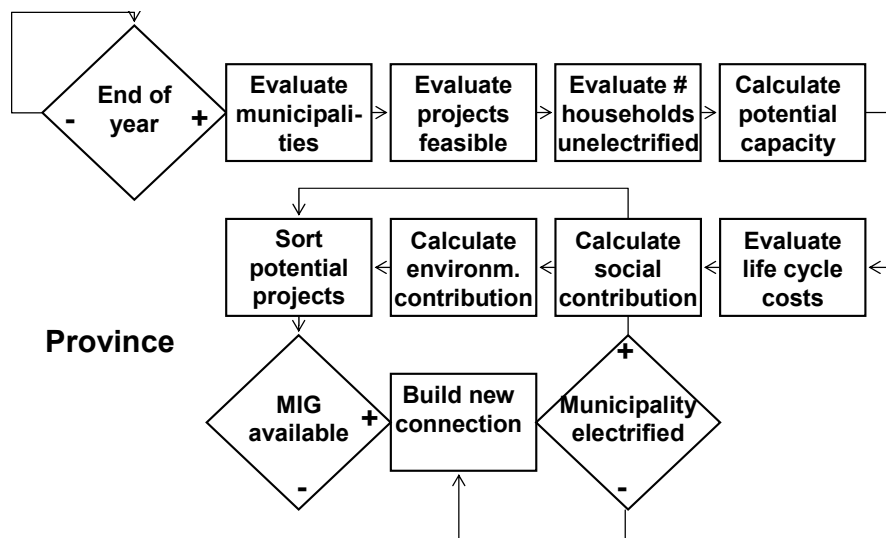 End of
year
-
+
Evaluate
municipali-
ties
Evaluate
projects
feasible
Evaluate #
households
unelectrified
Calculate
potential
capacity
Sort
potential
projects
Calculate
environm.
contribution
Calculate
social
contribution
Evaluate
life cycle
costs
Province
MIG
available
+
-
Build new
connection
+
Municipality
electrified
-